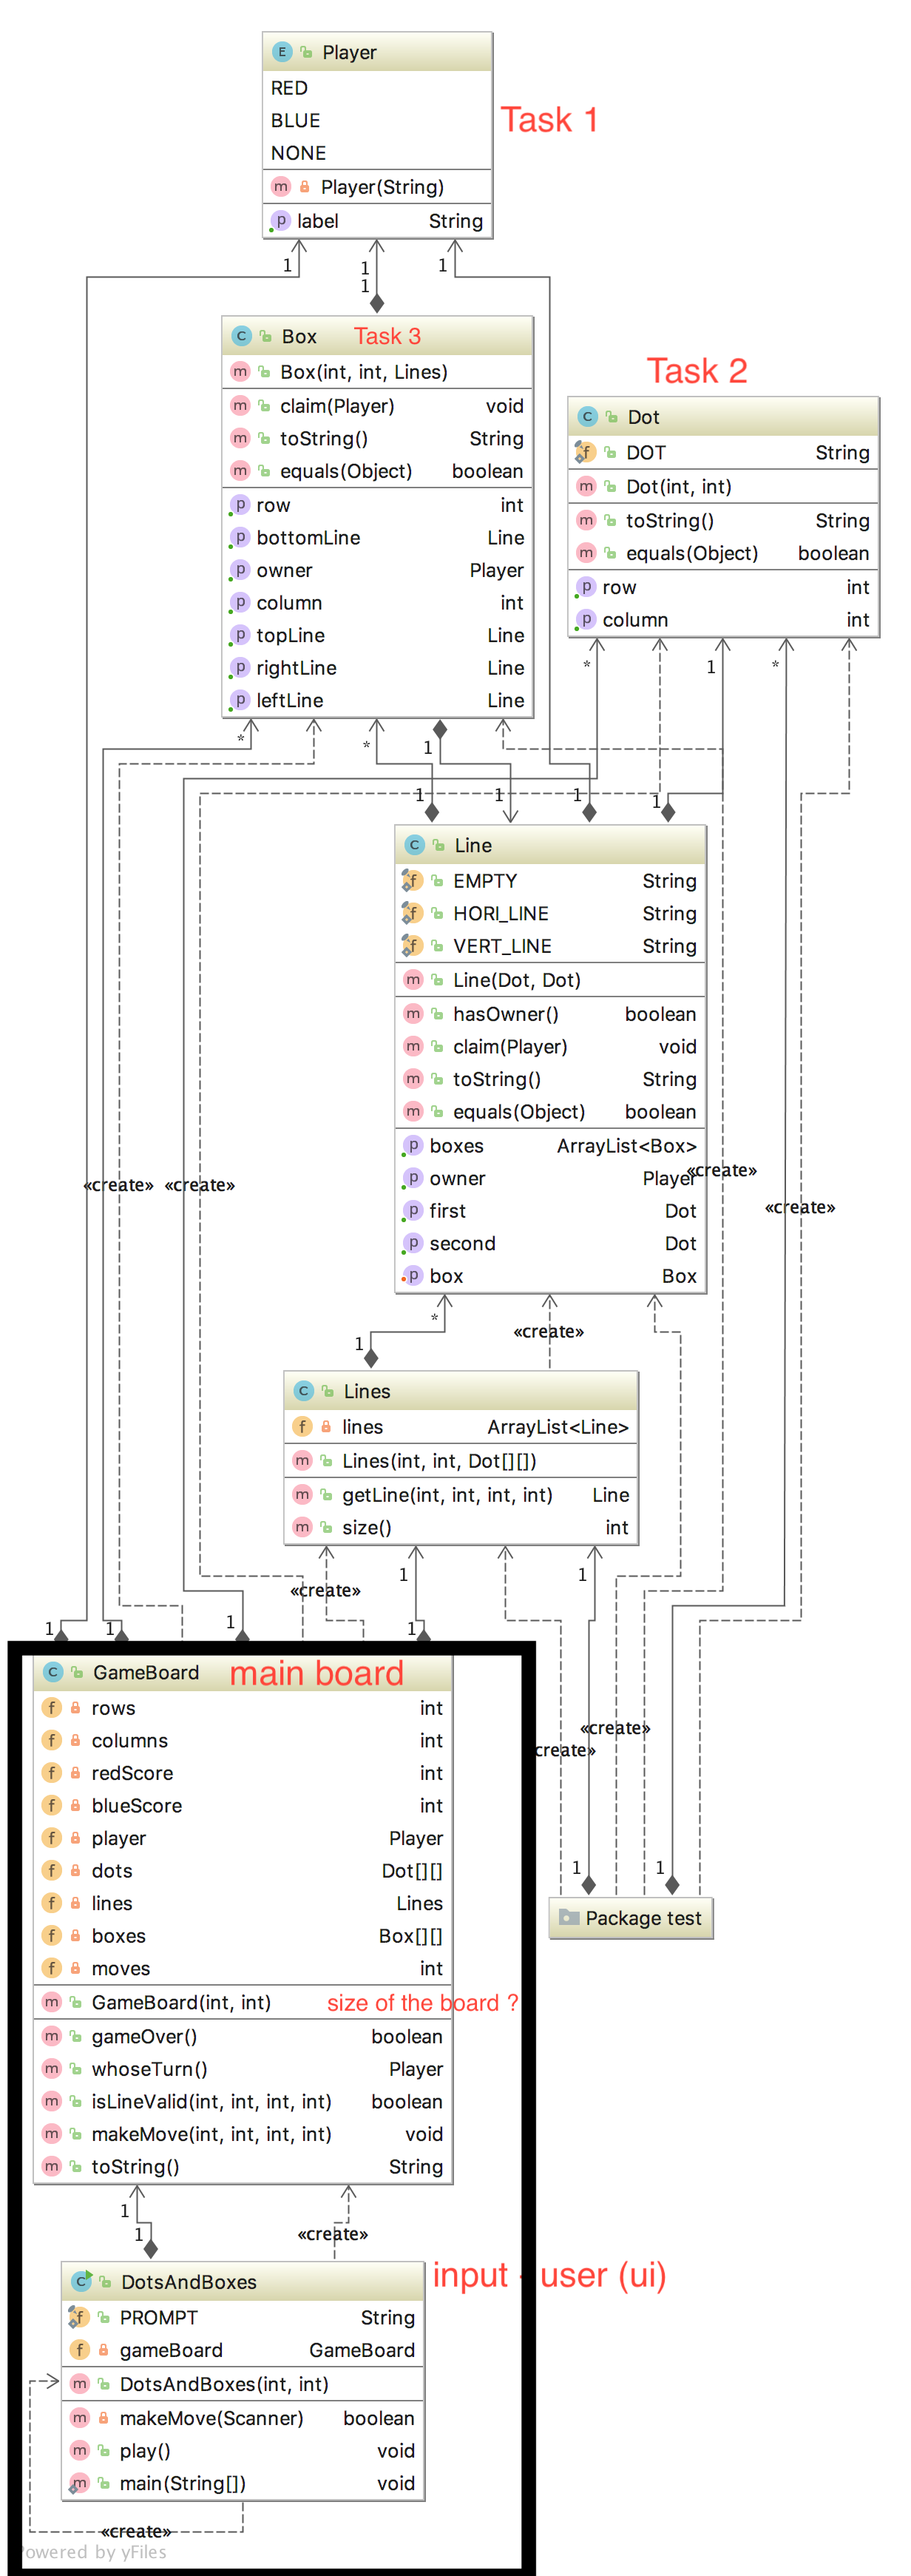 Player
RED
BLUE
NONE
Task 1
Player(String)
label String
1 1 1
1
Box Task 3
Box(int, int, Lines)
claim(Player) void
toString() String
equals(Object) boolean
row int
bottomLine Line
owner Player
column int
topLine Line
rightLine Line
leftLine Line
Task 2
Dot
DOT String
Dot(int, int)
toString() String
equals(Object) boolean
row int
column int
* 1 *
* * 1
1 1 1 1
Line
EMPTY String
HORI_LINE String
VERT_LINE String
Line(Dot, Dot)
hasOwner() boolean
claim(Player) void
toString() String
equals(Object) boolean
boxes ArrayList<Box>
owner Player
first Dot
second Dot
box Box
«create»
«create» «create»
«create»
*
«create»
1
Lines
lines ArrayList<Line>
Lines(int, int, Dot[][])
getLine(int, int, int, int) Line
size() int
1 1
«create»
1 1 1 1
GameBoard main board
rows int
columns int
redScore int
blueScore int
player Player
dots Dot[][]
lines Lines
boxes Box[][]
moves int
GameBoard(int, int) size of the board ?
gameOver() boolean
whoseTurn() Player
isLineValid(int, int, int, int) boolean
makeMove(int, int, int, int) void
toString() String
«create»
create»
1 1
Package test
1
1
«create»
DotsAndBoxes input - user (ui)
PROMPT String
gameBoard GameBoard
DotsAndBoxes(int, int)
makeMove(Scanner) boolean
play() void
main(String[]) void
«create»
owered by yFiles